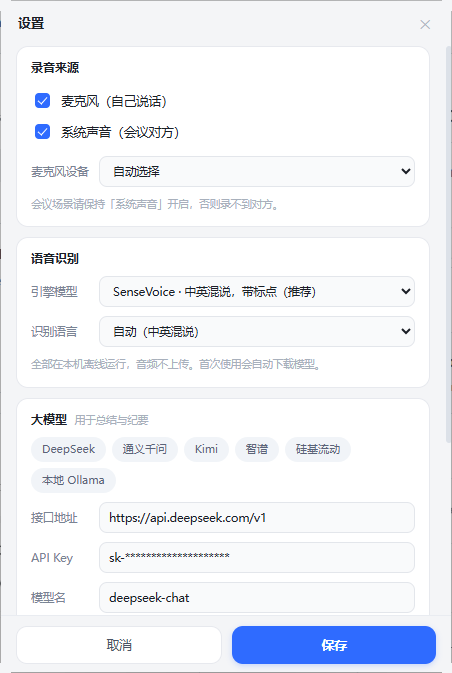 设置
录音来源
麦克风（自己说话）
系统声音（会议对方）
麦克风设备 自动选择
会议场景请保持「系统声音」开启，否则录不到对方。
语音识别
引擎模型 SenseVoice · 中英混说，带标点（推荐）
识别语言 自动（中英混说）
全部在本机离线运行，音频不上传。首次使用会自动下载模型。
大模型 用于总结与纪要
DeepSeek 通义千问 Kimi 智谱 硅基流动
本地 Ollama
接口地址 https://api.deepseek.com/v1
API Key sk-********************
模型名 deepseek-chat
取消 保存